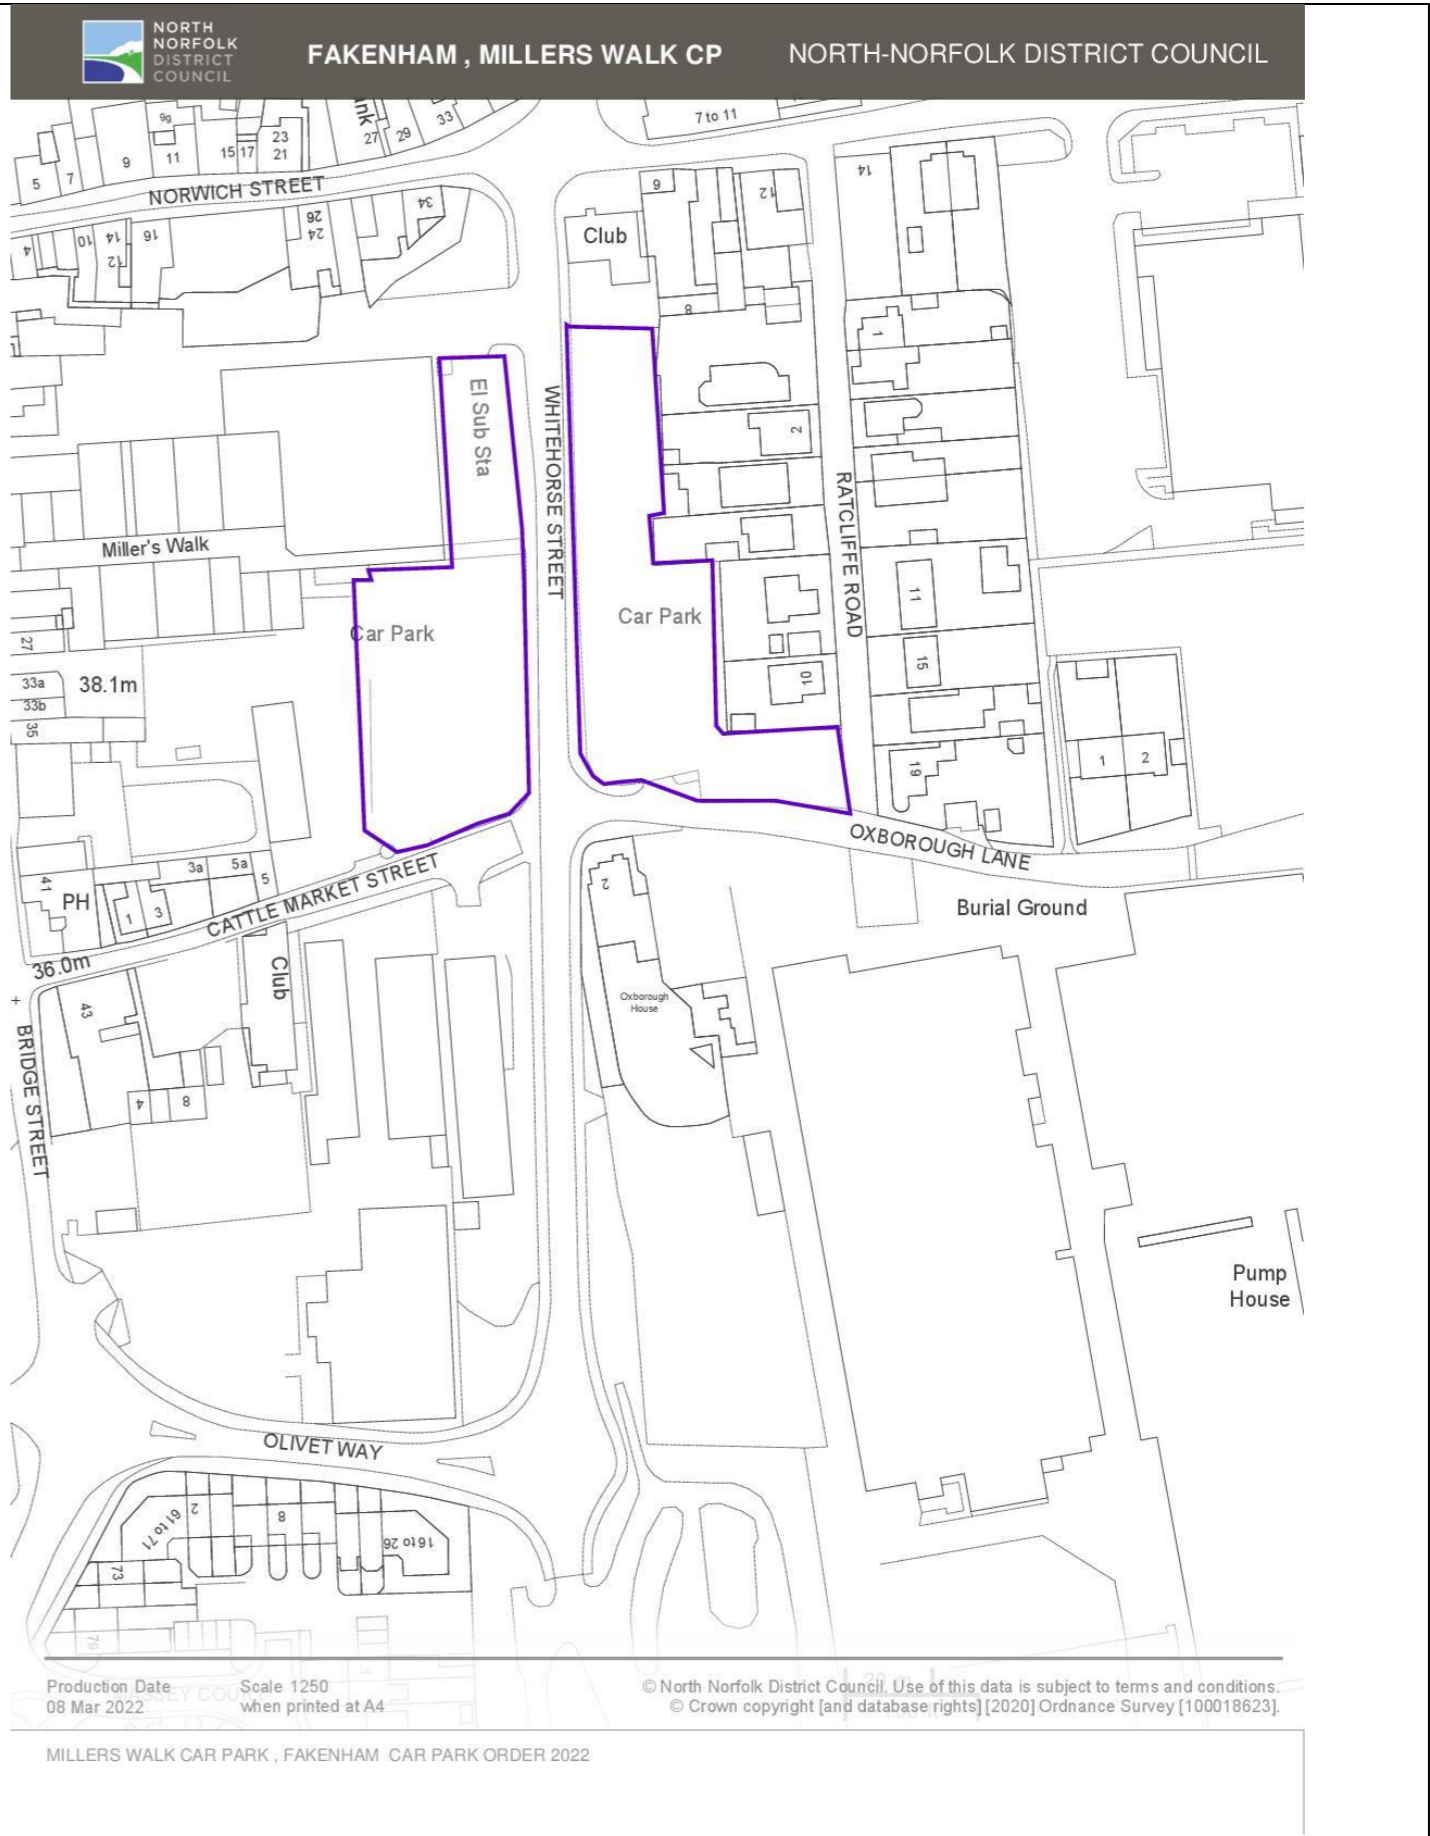 NORTH
NORFOLK
DISTRICT
COUNCIL
FAKENHAM , MILLERS WALK CP
NORTH-NORFOLK DISTRICT COUNCIL
5
7
9
9g
11
15
17
23
21
27
29
33
7 to 11
NORWICH STREET
4
10
14
12
16
26
24
34
Club
6
8
12
14
1
El Sub Sta
WHITEHORSE STREET
2
RATCLIFFE ROAD
Miller's Walk
Car Park
Car Park
11
15
10
27
33a
33b
35
38.1m
19
1
2
OXBOROUGH LANE
Burial Ground
41
PH
1
3
3a
5a
5
CATTLE MARKET STREET
36.0m
2
43
Club
Oxborough
House
BRIDGE STREET
4
8
Pump
House
OLIVET WAY
61 to 71
2
8
16 to 26
73
79
Production Date
08 Mar 2022
Scale 1250
when printed at A4
© North Norfolk District Council. Use of this data is subject to terms and conditions.
© Crown copyright [and database rights] [2020] Ordnance Survey [100018623].
MILLERS WALK CAR PARK , FAKENHAM CAR PARK ORDER 2022